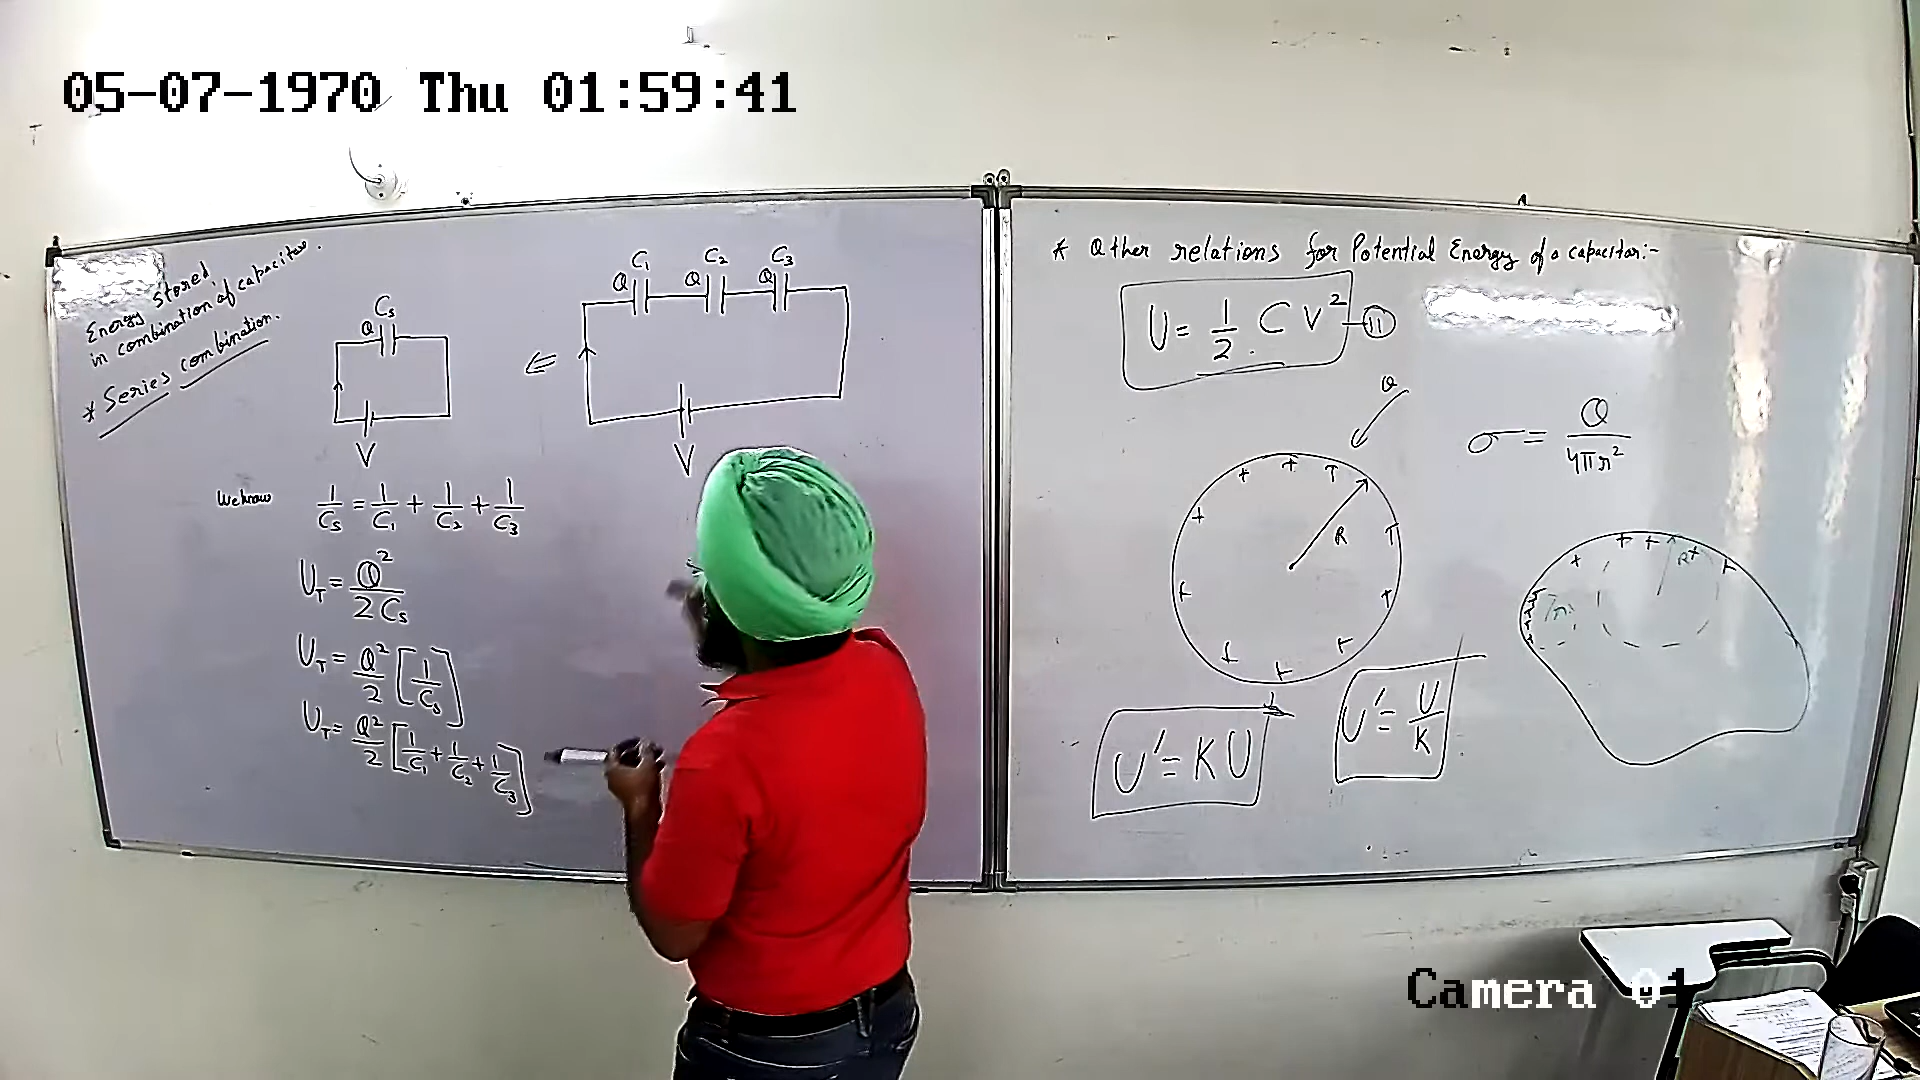 05-07-1970 Thu 01:59:41
Energy stored
in combination of capacitor.
* Series combination.
Cs
Q
V
C1 C2 C3
Q Q Q
V
We know 1/Cs = 1/C1 + 1/C2 + 1/C3
UT = Q²/2Cs
UT = Q²/2 [1/Cs]
UT = Q²/2 [1/C1 + 1/C2 + 1/C3]
* Other relations for Potential Energy of a capacitor:-
U = 1/2 . C V² - 11
Q
σ = Q/4πr²
R
R
r
U' = K U
U' = U/K
Camera 01